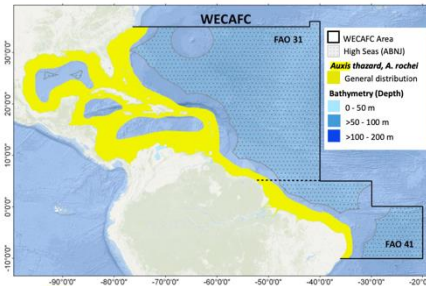 WECAFC
FAO 31
WECAFC Area
High Seas (ABNJ)
Auxis thazard, A. rochei
General distribution
Bathymetry (Depth)
0 - 50 m
>50 - 100 m
>100 - 200 m
FAO 41
30°0'0"
20°0'0"
10°0'0"
0°0'0"
-10°0'0"
-90°0'0"
-80°0'0"
-70°0'0"
-60°0'0"
-50°0'0"
-40°0'0"
-30°0'0"
-20°0'0"